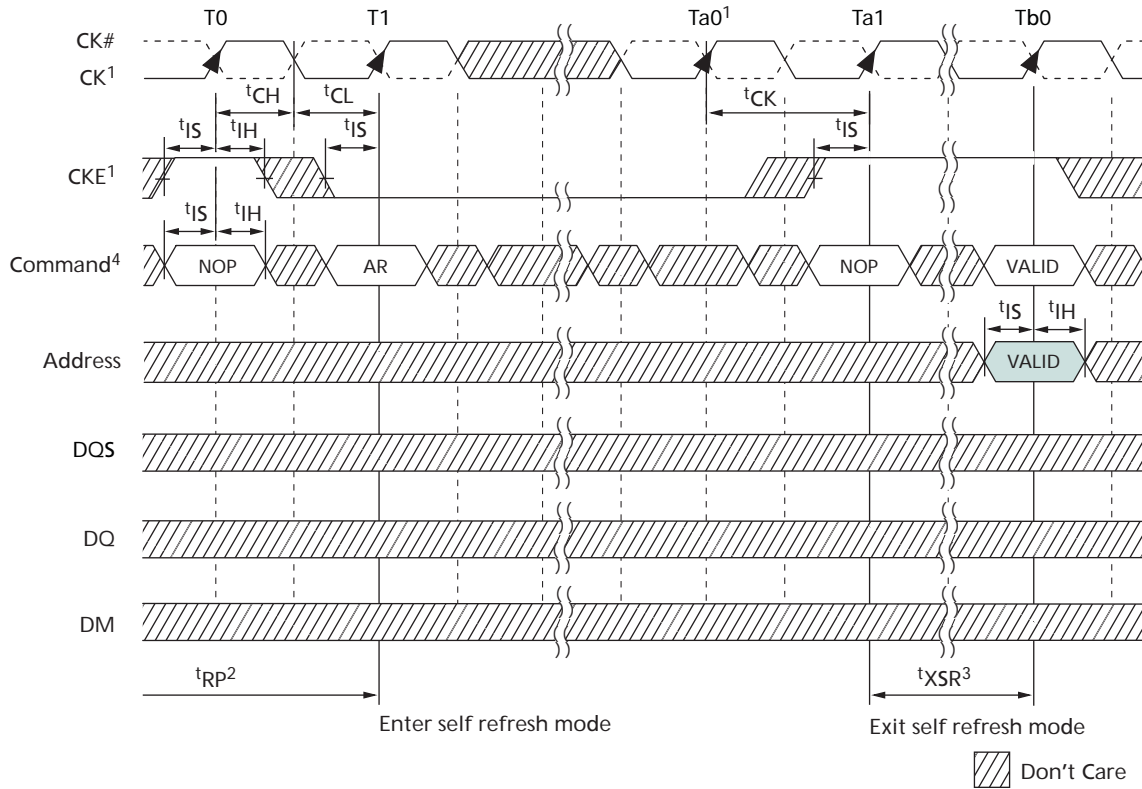 T0 T1 Ta0¹ Ta1 Tb0
CK#
CK¹
tCH tCL tCK
tIS tIH tIS tIS
CKE¹
tIS tIH
Command⁴ NOP AR NOP VALID
tIS tIH
Address VALID
DQS
DQ
DM
tRP² tXSR³
Enter self refresh mode Exit self refresh mode
Don't Care